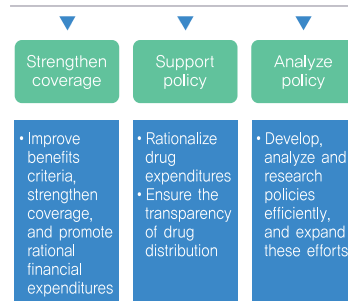 Strengthen
coverage
Support
policy
Analyze
policy
• Improve
benefits
criteria,
strengthen
coverage,
and promote
rational
financial
expenditures
• Rationalize
drug
expenditures
• Ensure the
transparency
of drug
distribution
• Develop,
analyze and
research
policies
efficiently,
and expand
these efforts